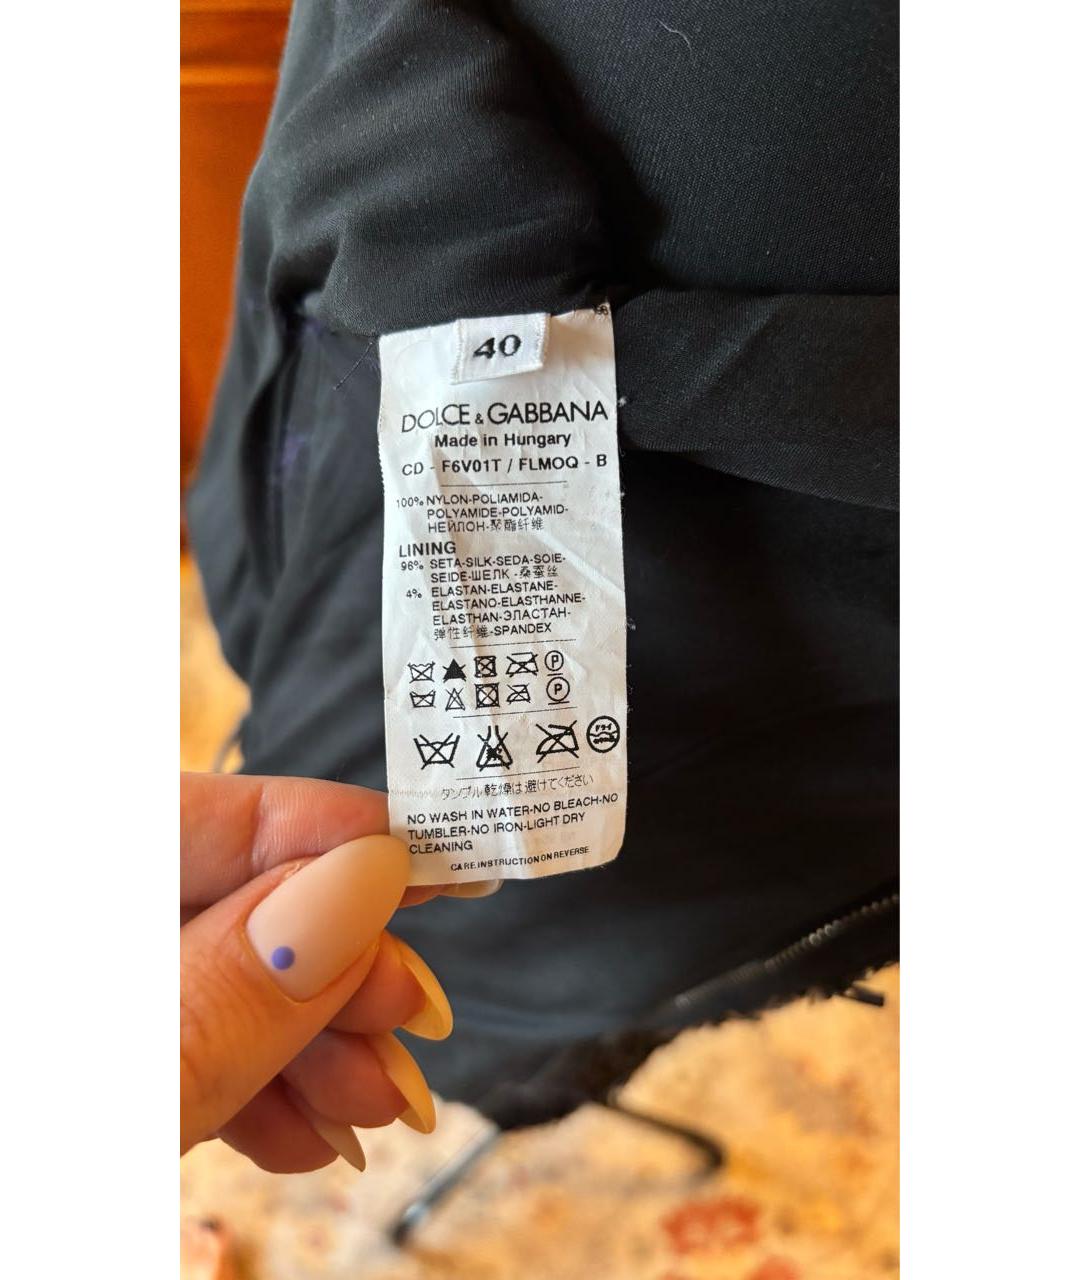 40
DOLCE & GABBANA
Made in Hungary
CD - F6V01T / FLMOQ - B
100% NYLON-POLIAMIDA-
POLYAMIDE-POLYAMID-
НЕЙЛОН-聚酯纤维
LINING
96% SETA-SILK-SEDA-SOIE-
SEIDE-ШЕЛК -桑蚕丝
4% ELASTAN-ELASTANE-
ELASTANO-ELASTHANNE-
ELASTHAN-ЭЛАСТАН-
弹性纤维-SPANDEX
P
P
ドライ
タンブル乾燥は避けてください
NO WASH IN WATER-NO BLEACH-NO
TUMBLER-NO IRON-LIGHT DRY
CLEANING
CARE INSTRUCTION ON REVERSE